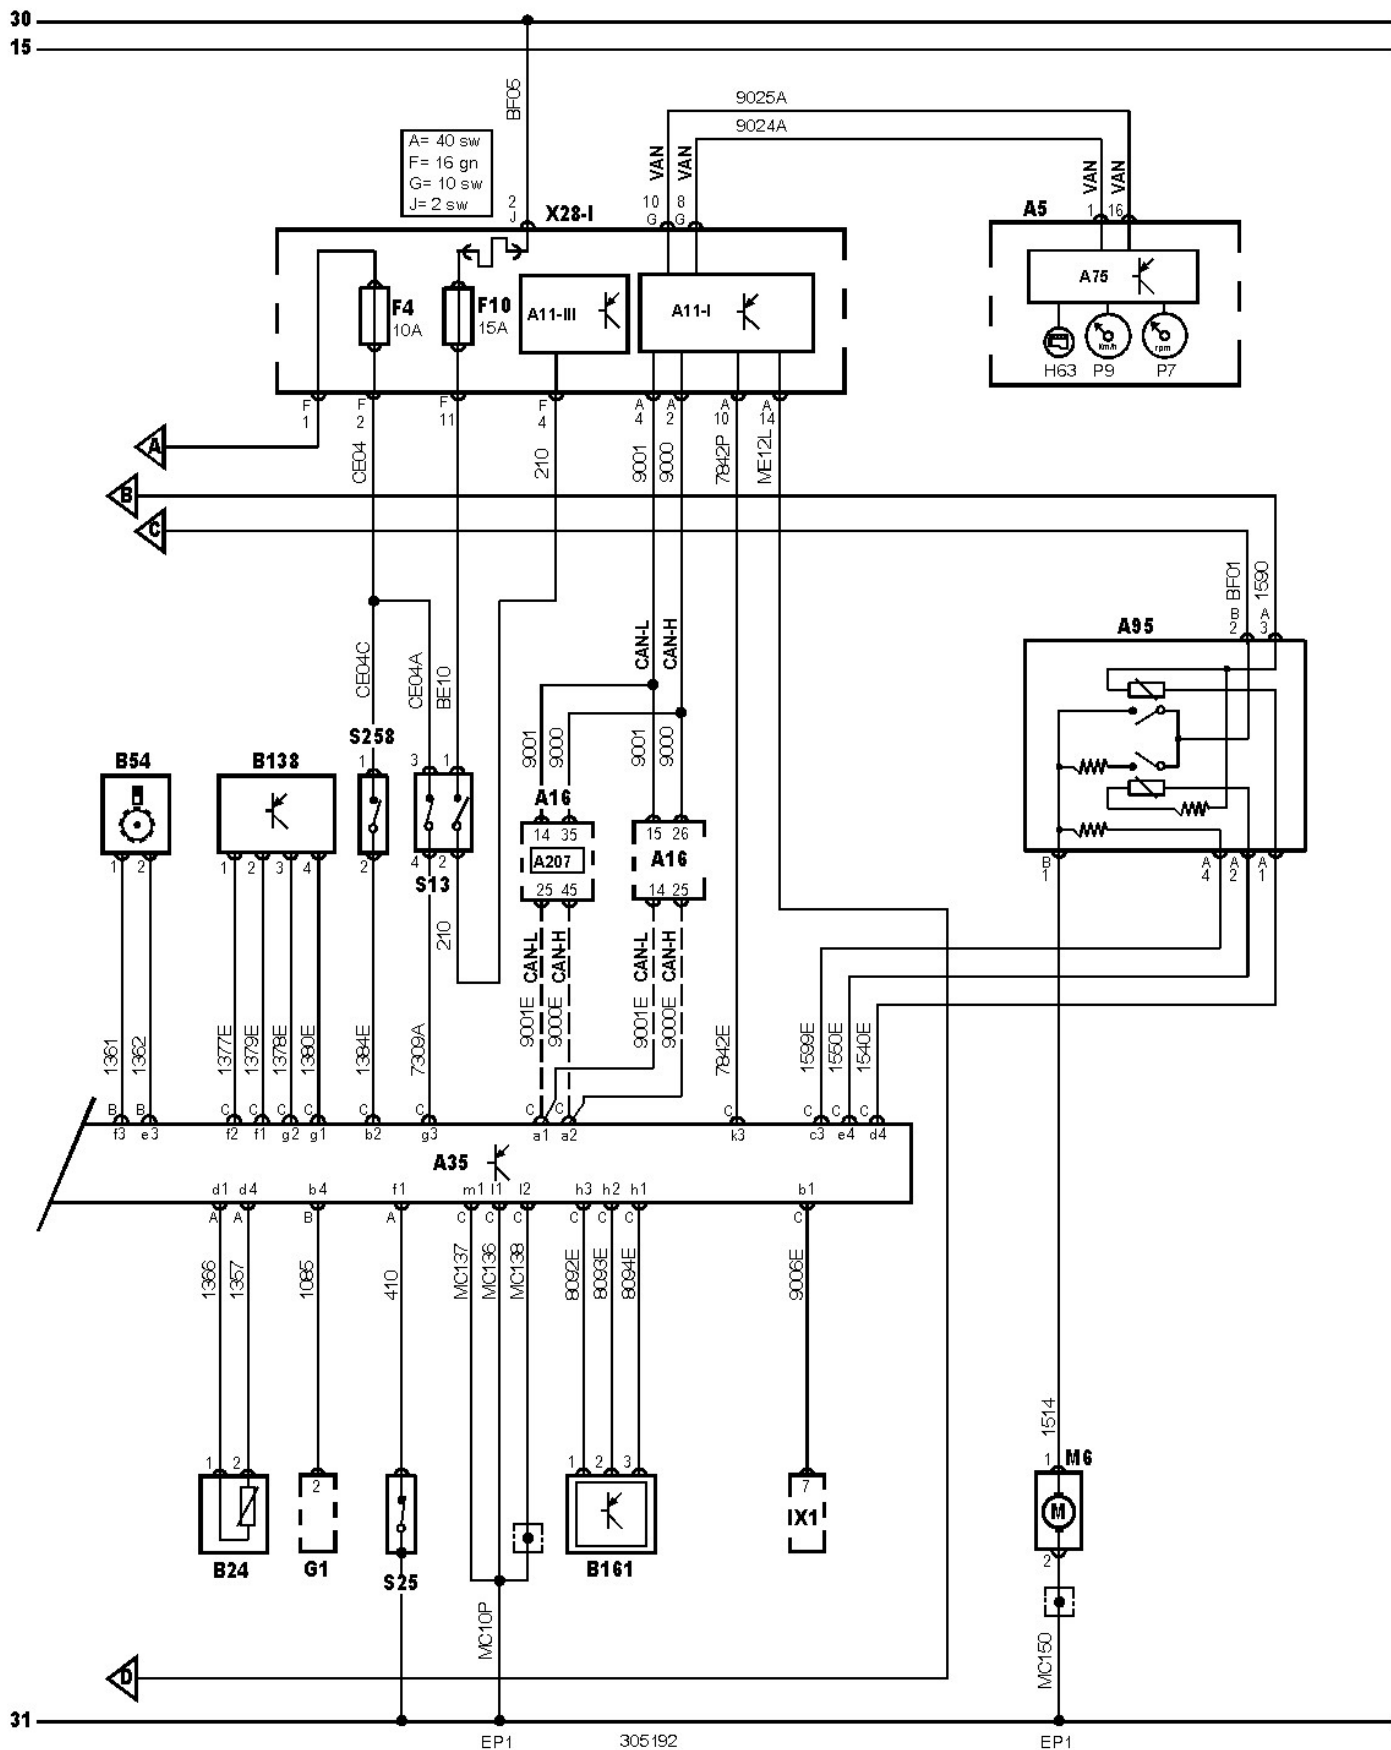 30
15
BF05
9025A
9024A
A= 40 sw
F= 16 gn
G= 10 sw
J= 2 sw
VAN VAN
VAN VAN
2 J
X28-I
10 G 8 G
A5
1 16
F4
10A
F10
15A
A11-III
A11-I
A75
Km/h
rpm
H63 P9 P7
F 1
F 2
F 11
F 4
A 4
A 2
A 10
A 14
A
CE04
210
9001
9000
7842P
ME12L
B
C
BF01
1590
B 2
A 3
A95
CE04C
CE04A
BE10
CAN-L
CAN-H
9001
9000
9001
9000
S258
B54
B138
1
3 1
A16
14 35
A207
25 45
15 26
A16
14 25
1 2
1 2 3 4
2
4 2
S13
B 1
A 4
A 2
A 1
210
CAN-L
CAN-H
CAN-L
CAN-H
1361
1362
1377E
1379E
1378E
1380E
1384E
7309A
9001E
9000E
9001E
9000E
7842E
1599E
1550E
1540E
B B C C C C C C C C C C C C
f3 e3 f2 f1 g2 g1 b2 g3 a1 a2 k3 c3 e4 d4
A35
d1 d4 b4 f1 m1 l1 l2 h3 h2 h1 b1
A A B A C C C C C C C
1366
1357
1085
410
MC137
MC136
MC138
8092E
8093E
8094E
9006E
1514
1 2
2
1 2 3
7
1
M6
M
2
IX1
B24
G1
S25
B161
MC10P
MC150
D
31
EP1
305192
EP1